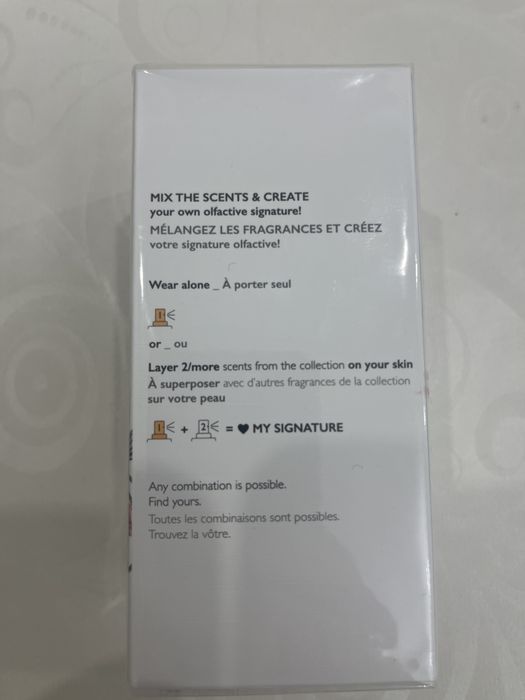 MIX THE SCENTS & CREATE
your own olfactive signature!
MÉLANGEZ LES FRAGRANCES ET CRÉEZ
votre signature olfactive!
Wear alone _ À porter seul
1
or _ ou
Layer 2/more scents from the collection on your skin
À superposer avec d'autres fragrances de la collection
sur votre peau
1 + 2 = ♥ MY SIGNATURE
Any combination is possible.
Find yours.
Toutes les combinaisons sont possibles.
Trouvez la vôtre.